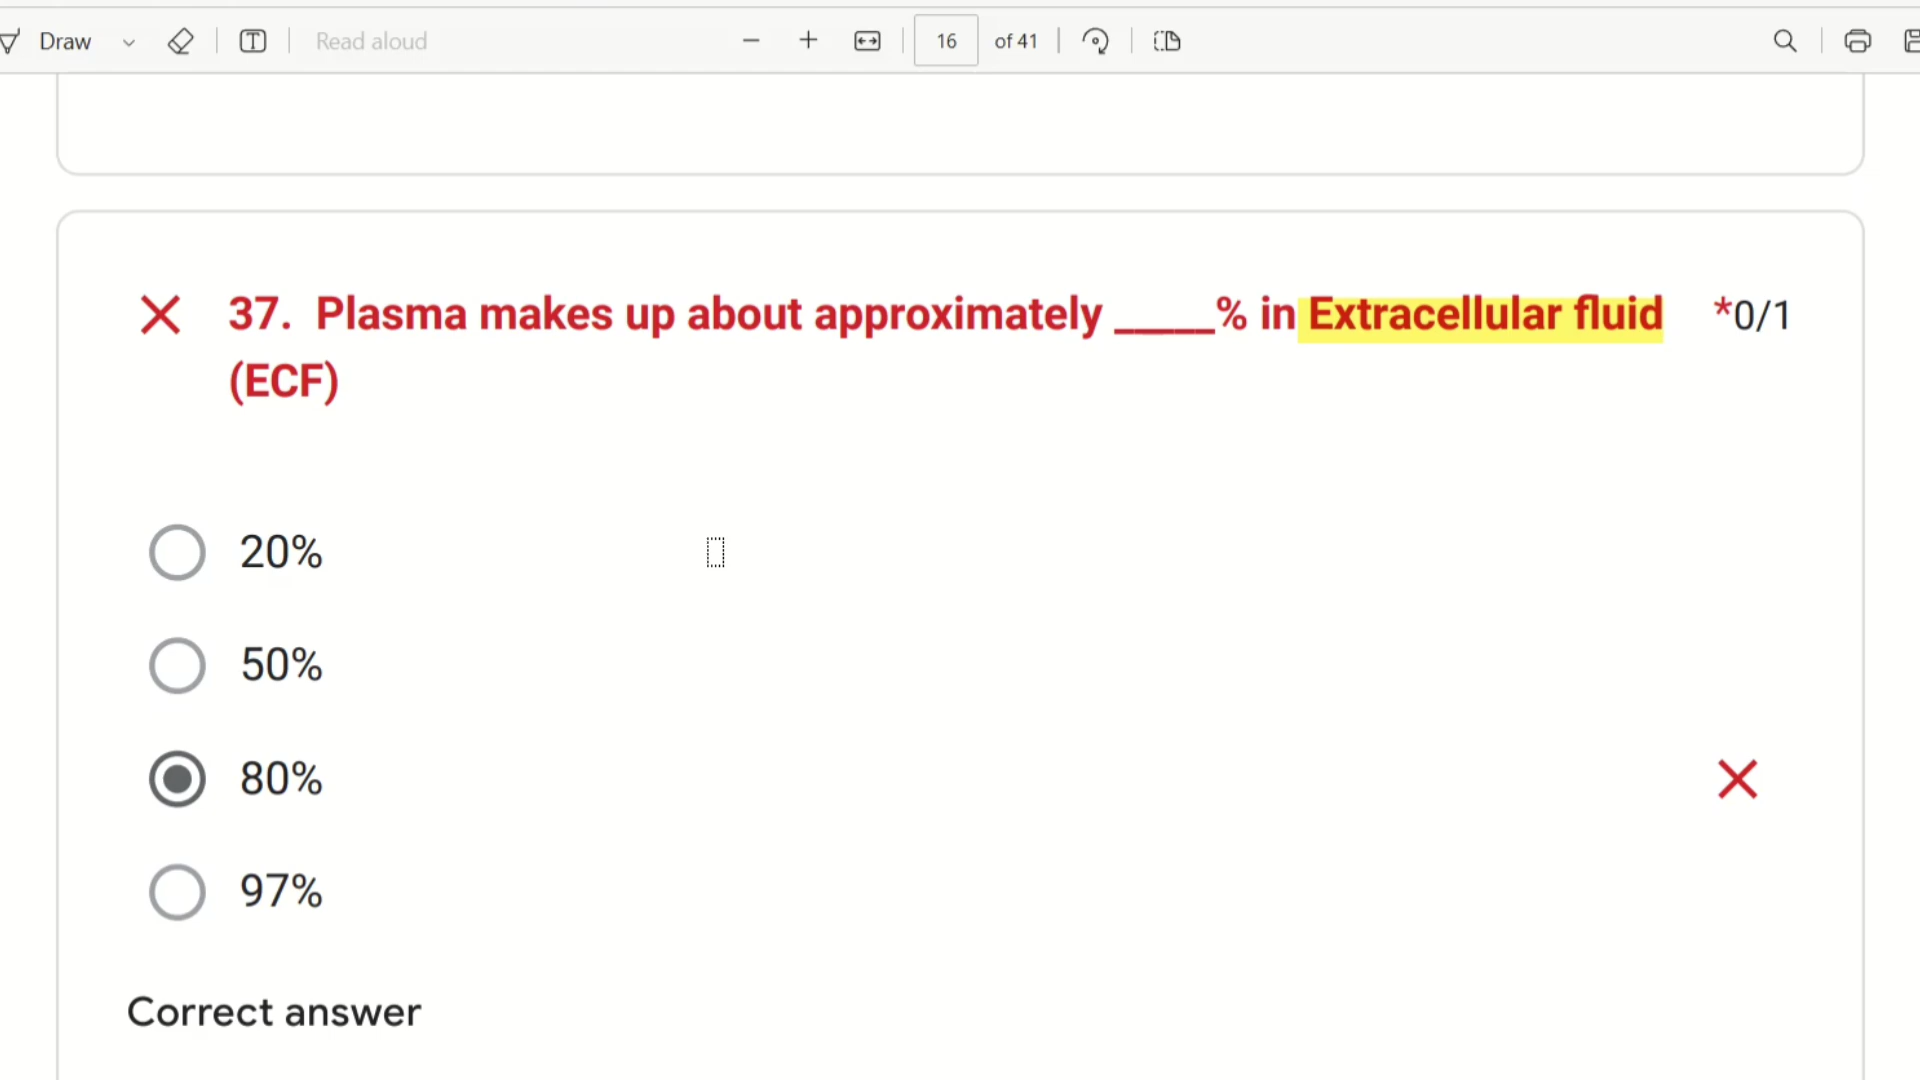 Draw
Read aloud
16 of 41
37. Plasma makes up about approximately _____% in Extracellular fluid *0/1
(ECF)
20%
50%
80%
97%
Correct answer